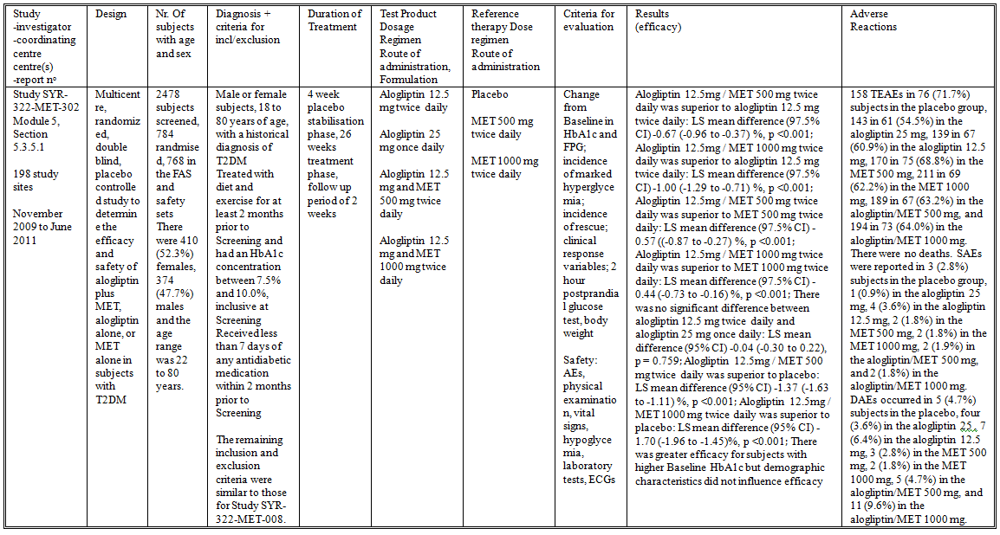 Study
-investigator
-coordinating
centre
centre(s)
-report nº
Design
Nr. Of
subjects
with age
and sex
Diagnosis +
criteria for
incl/exclusion
Duration of
Treatment
Test Product
Dosage
Regimen
Route of
administration,
Formulation
Reference
therapy Dose
regimen
Route of
administration
Criteria for
evaluation
Results
(efficacy)
Adverse
Reactions
Study SYR-
322-MET-302
Module 5,
Section
5.3.5.1
198 study
sites
November
2009 to June
2011
Multicent
re,
randomiz
ed,
double
blind,
placebo
controlle
d study to
determin
e the
efficacy
and
safety of
alogliptin
plus
MET,
alogliptin
alone, or
MET
alone in
subjects
with
T2DM
2478
subjects
screened,
784
randmise
d, 768 in
the FAS
and
safety
sets
There
were 410
(52.3%)
females,
374
(47.7%)
males
and the
age
range
was 22
to 80
years.
Male or female
subjects, 18 to
80 years of age,
with a historical
diagnosis of
T2DM
Treated with
diet and
exercise for at
least 2 months
prior to
Screening and
had an HbA1c
concentration
between 7.5%
and 10.0%,
inclusive at
Screening
Received less
than 7 days of
any antidiabetic
medication
within 2 months
prior to
Screening
The remaining
inclusion and
exclusion
criteria were
similar to those
for Study SYR-
322-MET-008.
4 week
placebo
stabilisation
phase, 26
weeks
treatment
phase,
follow up
period of 2
weeks
Alogliptin 12.5
mg twice daily
Alogliptin 25
mg once daily
Alogliptin 12.5
mg and MET
500 mg twice
daily
Alogliptin 12.5
mg and MET
1000 mg twice
daily
Placebo
MET 500 mg
twice daily
MET 1000 mg
twice daily
Change
from
Baseline in
HbA1c and
FPG;
incidence
of marked
hyperglyce
mia;
incidence
of rescue;
clinical
response
variables; 2
hour
postprandia
l glucose
test, body
weight
Safety:
AEs,
physical
examinatio
n, vital
signs,
hypoglyce
mia,
laboratory
tests, ECGs
Alogliptin 12.5mg / MET 500 mg twice
daily was superior to alogliptin 12.5 mg
twice daily: LS mean difference (97.5%
CI) -0.67 (-0.96 to -0.37) %, p <0.001;
Alogliptin 12.5mg / MET 1000 mg twice
daily was superior to alogliptin 12.5 mg
twice daily: LS mean difference (97.5%
CI) -1.00 (-1.29 to -0.71) %, p <0.001;
Alogliptin 12.5mg / MET 500 mg twice
daily was superior to MET 500 mg twice
daily: LS mean difference (97.5% CI) -
0.57 ((-0.87 to -0.27) %, p <0.001;
Alogliptin 12.5mg / MET 1000 mg twice
daily was superior to MET 1000 mg twice
daily: LS mean difference (97.5% CI) -
0.44 (-0.73 to -0.16) %, p <0.001; There
was no significant difference between
alogliptin 12.5 mg twice daily and
alogliptin 25 mg once daily: LS mean
difference (95% CI) -0.04 (-0.30 to 0.22),
p = 0.759; Alogliptin 12.5mg / MET 500
mg twice daily was superior to placebo:
LS mean difference (95% CI) -1.37 (-1.63
to -1.11) %, p <0.001; Alogliptin 12.5mg /
MET 1000 mg twice daily was superior to
placebo: LS mean difference (95% CI) -
1.70 (-1.96 to -1.45)%, p <0.001; There
was greater efficacy for subjects with
higher Baseline HbA1c but demographic
characteristics did not influence efficacy
158 TEAEs in 76 (71.7%)
subjects in the placebo group,
143 in 61 (54.5%) in the
alogliptin 25 mg, 139 in 67
(60.9%) in the alogliptin 12.5
mg, 170 in 75 (68.8%) in the
MET 500 mg, 211 in 69
(62.2%) in the MET 1000
mg, 189 in 67 (63.2%) in the
alogliptin/MET 500 mg, and
194 in 73 (64.0%) in the
alogliptin/MET 1000 mg.
There were no deaths. SAEs
were reported in 3 (2.8%)
subjects in the placebo group,
1 (0.9%) in the alogliptin 25
mg, 4 (3.6%) in the alogliptin
12.5 mg, 2 (1.8%) in the
MET 500 mg, 2 (1.8%) in the
MET 1000 mg, 2 (1.9%) in
the alogliptin/MET 500 mg,
and 2 (1.8%) in the
alogliptin/MET 1000 mg.
DAEs occurred in 5 (4.7%)
subjects in the placebo, four
(3.6%) in the alogliptin 25 , 7
(6.4%) in the alogliptin 12.5
mg, 3 (2.8%) in the MET 500
mg, 2 (1.8%) in the MET
1000 mg, 5 (4.7%) in the
alogliptin/MET 500 mg, and
11 (9.6%) in the
alogliptin/MET 1000 mg.